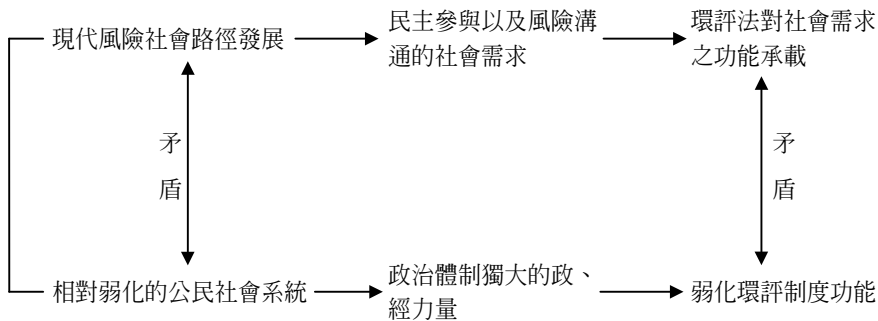 現代風險社會路徑發展
民主參與以及風險溝
通的社會需求
環評法對社會需求
之功能承載
矛
盾
矛
盾
相對弱化的公民社會系統
政治體制獨大的政、
經力量
弱化環評制度功能